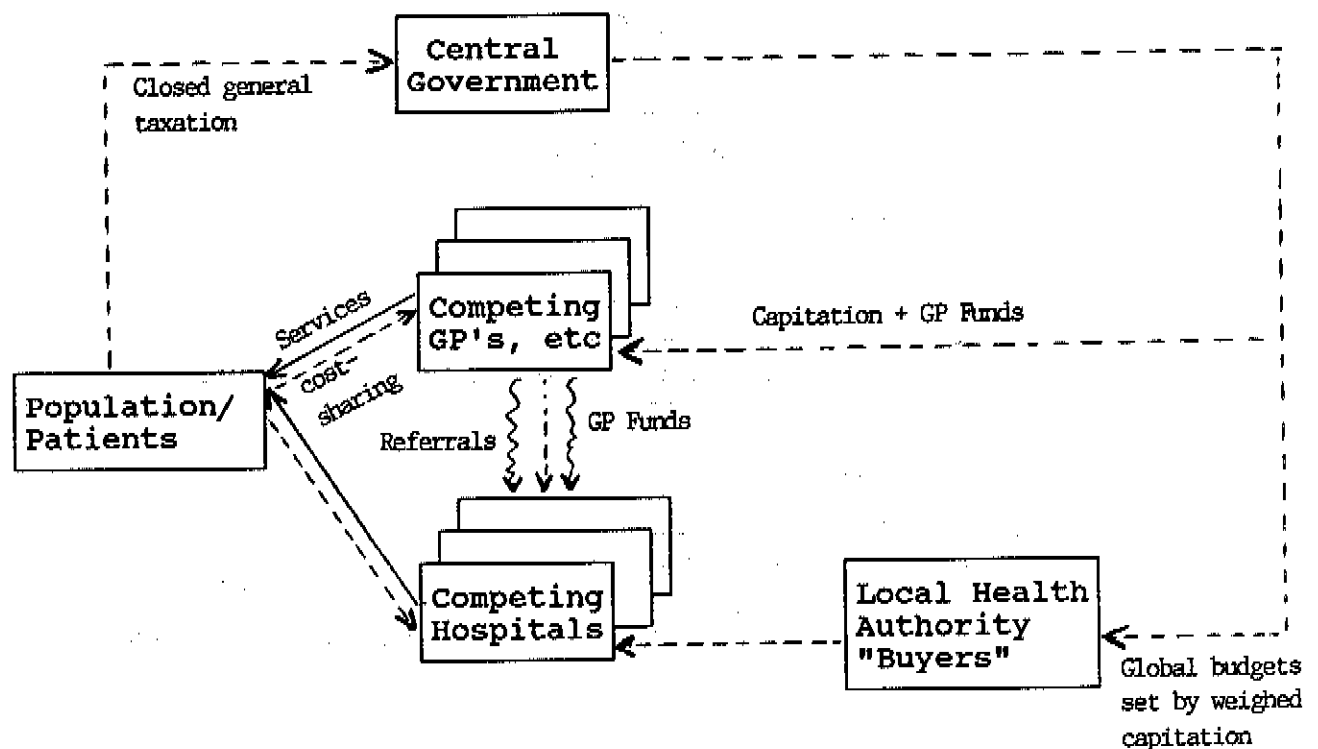 Central
Government
Closed general
taxation
Services
cost-
sharing
Competing
GP's, etc
Capitation + GP Funds
Population/
Patients
Referrals
GP Funds
Competing
Hospitals
Local Health
Authority
"Buyers"
Global budgets
set by weighed
capitation